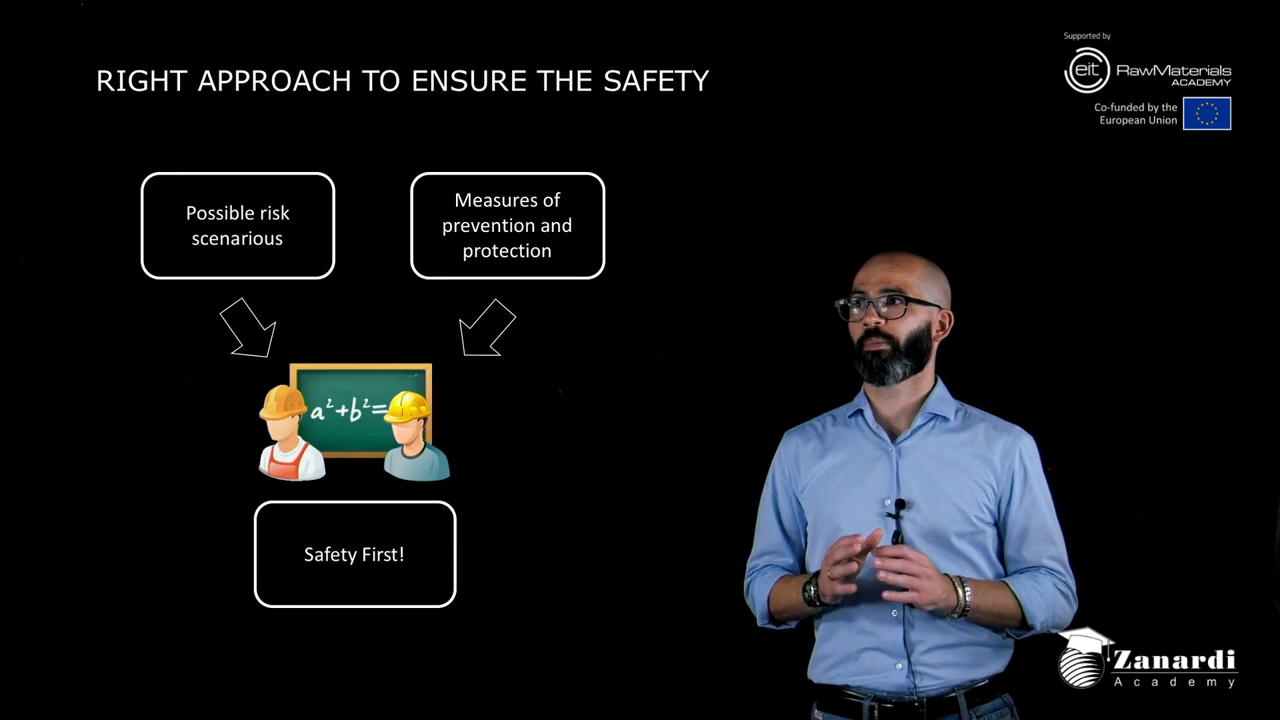 Supported by
eit RawMaterials
ACADEMY
Co-funded by the
European Union
RIGHT APPROACH TO ENSURE THE SAFETY
Possible risk
scenarious
Measures of
prevention and
protection
a²+b²=
Safety First!
Zanardi
Academy